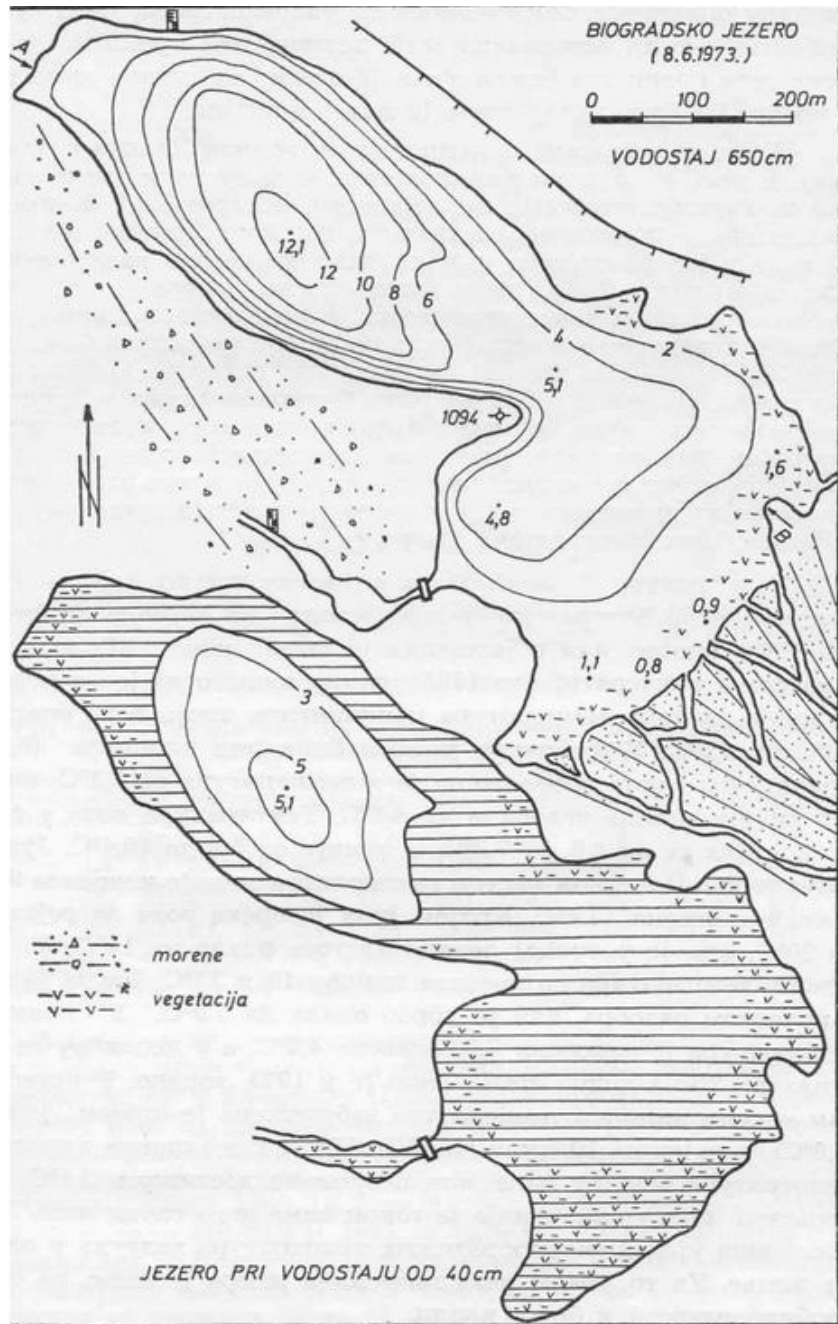 BIOGRADSKO JEZERO
(8.6.1973.)
0 100 200m
VODOSTAJ 650cm
A
12,1
12
10
8
6
4
2
5,1
1094
1,6
4,8
B
N
0,9
1,1
0,8
3
5
5,1
morene
vegetacija
JEZERO PRI VODOSTAJU OD 40cm